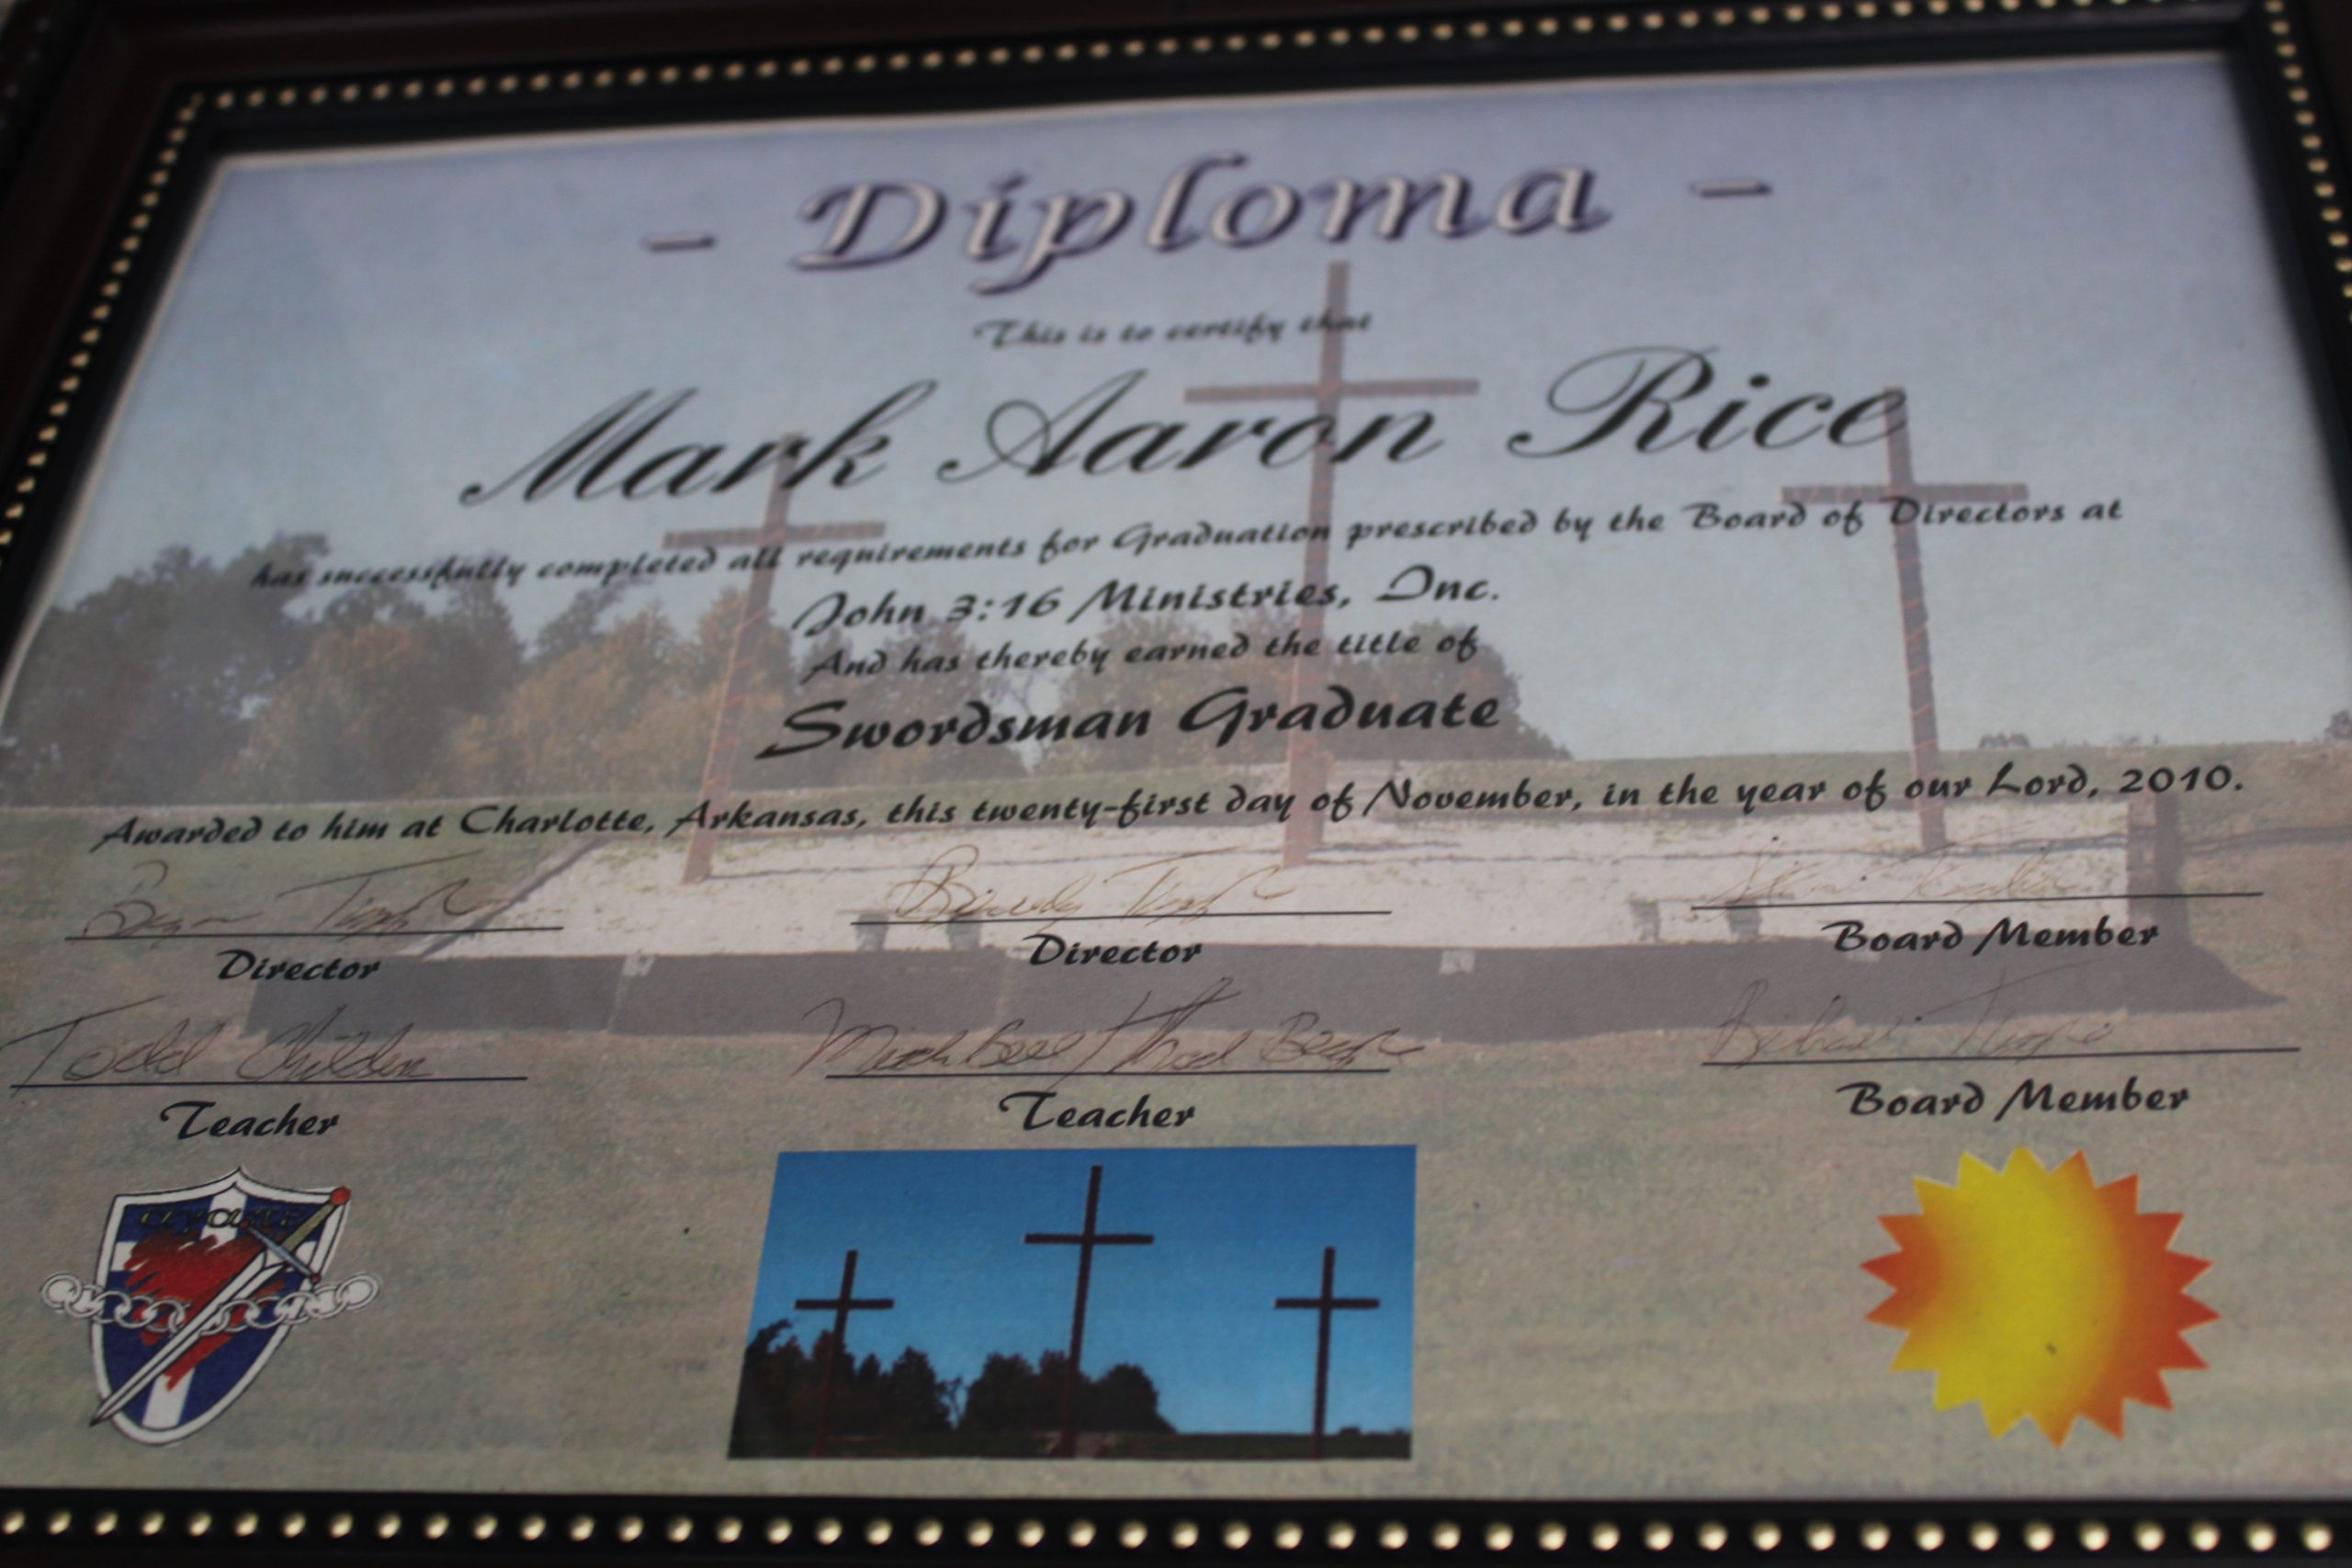 - Diploma -
This is to certify that
Mark Aaron Rice
has successfully completed all requirements for Graduation prescribed by the Board of Directors at
John 3:16 Ministries, Inc.
And has thereby earned the title of
Swordsman Graduate
Awarded to him at Charlotte, Arkansas, this twenty-first day of November, in the year of our Lord, 2010.
Director Director Board Member
Todd Childers
Teacher Teacher Board Member